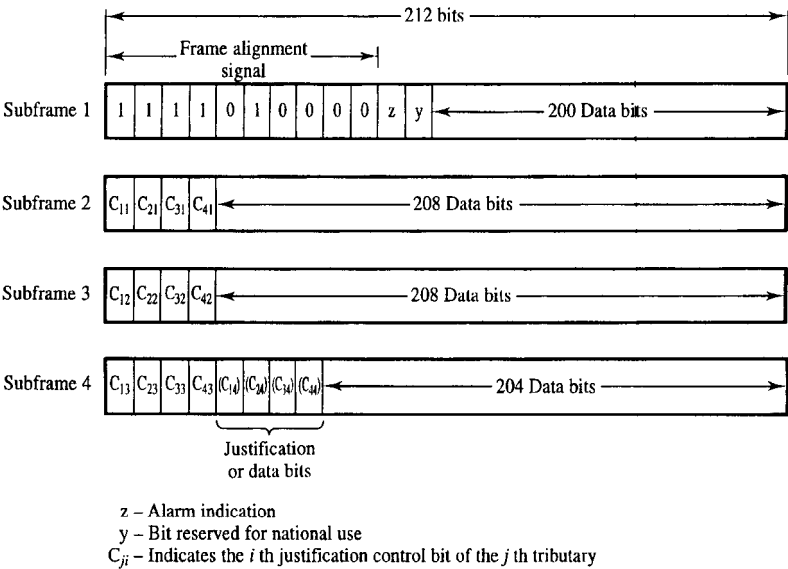 212 bits
Frame alignment
signal
Subframe 1 1 1 1 1 0 1 0 0 0 0 z y 200 Data bits
Subframe 2 C11 C21 C31 C41 208 Data bits
Subframe 3 C12 C22 C32 C42 208 Data bits
Subframe 4 C13 C23 C33 C43 (C14) (C24) (C34) (C44) 204 Data bits
Justification
or data bits
z – Alarm indication
y – Bit reserved for national use
Cji – Indicates the i th justification control bit of the j th tributary